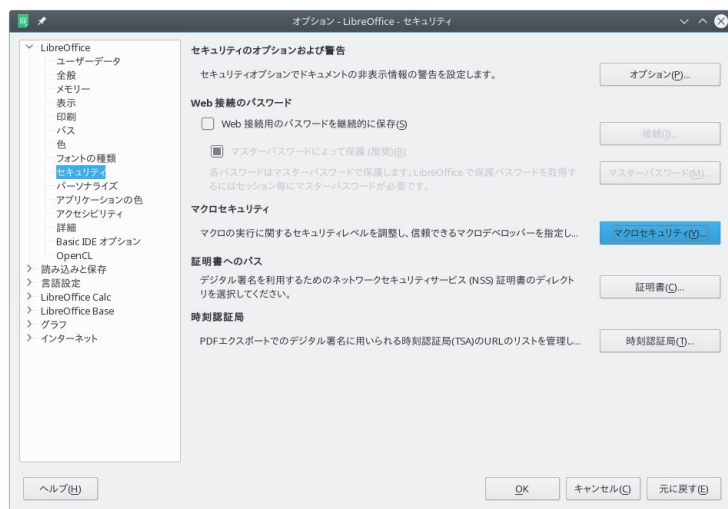 オプション - LibreOffice - セキュリティ
LibreOffice
ユーザーデータ
全般
メモリー
表示
印刷
パス
色
フォントの種類
セキュリティ
パーソナライズ
アプリケーションの色
アクセシビリティ
詳細
Basic IDE オプション
OpenCL
読み込みと保存
言語設定
LibreOffice Calc
LibreOffice Base
グラフ
インターネット
セキュリティのオプションおよび警告
セキュリティオプションでドキュメントの非表示情報の警告を設定します。
オプション(P)...
Web 接続のパスワード
Web 接続用のパスワードを継続的に保存(S)
接続(I)...
マスターパスワードによって保護 (推奨)(R)
各パスワードはマスターパスワードで保護します。LibreOffice で保護パスワードを取得す
るにはセッション毎にマスターパスワードが必要です。
マスターパスワード(M)...
マクロセキュリティ
マクロの実行に関するセキュリティレベルを調整し、信頼できるマクロデベロッパーを指定し...
マクロセキュリティ(Y)...
証明書へのパス
デジタル署名を利用するためのネットワークセキュリティサービス (NSS) 証明書のディレクト
リを選択してください。
証明書(C)...
時刻認証局
PDFエクスポートでのデジタル署名に用いられる時刻認証局(TSA)のURLのリストを管理し...
時刻認証局(T)...
ヘルプ(H)
OK
キャンセル(C)
元に戻す(E)